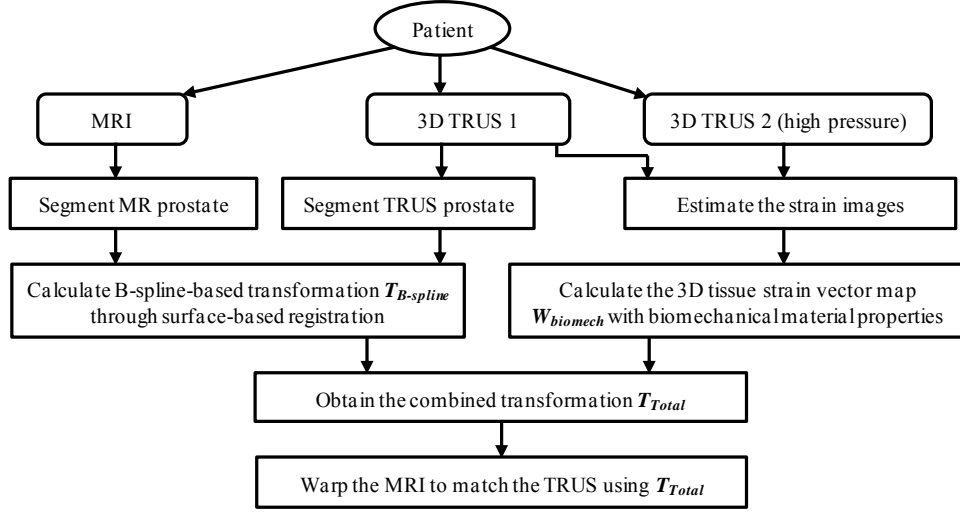 Patient
MRI
3D TRUS 1
3D TRUS 2 (high pressure)
Segment MR prostate
Segment TRUS prostate
Estimate the strain images
Calculate B-spline-based transformation T_B-spline
through surface-based registration
Calculate the 3D tissue strain vector map
W_biomech with biomechanical material properties
Obtain the combined transformation T_Total
Warp the MRI to match the TRUS using T_Total